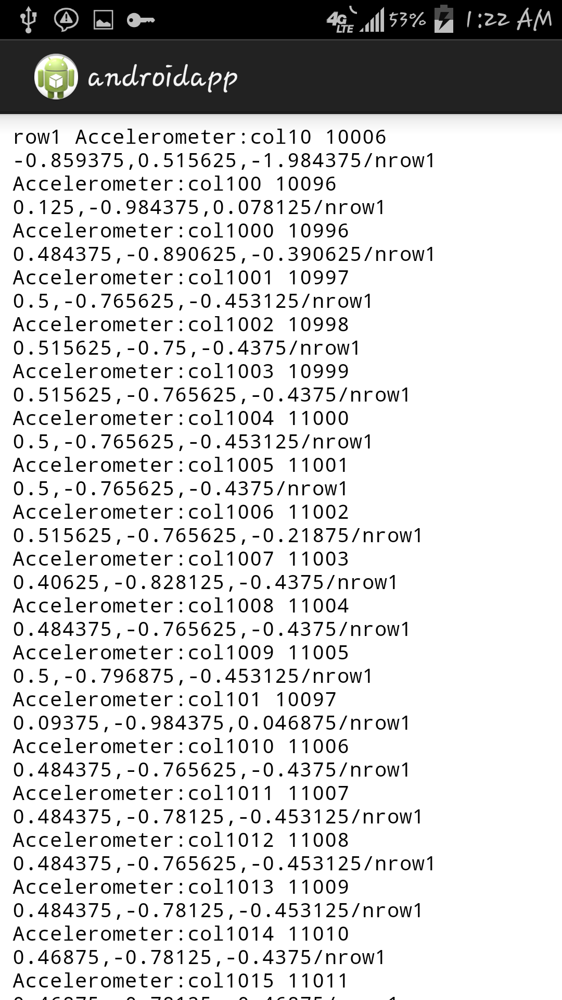 4G LTE 53% 1:22 AM
androidapp
row1 Accelerometer:col10 10006
-0.859375,0.515625,-1.984375/nrow1
Accelerometer:col100 10096
0.125,-0.984375,0.078125/nrow1
Accelerometer:col1000 10996
0.484375,-0.890625,-0.390625/nrow1
Accelerometer:col1001 10997
0.5,-0.765625,-0.453125/nrow1
Accelerometer:col1002 10998
0.515625,-0.75,-0.4375/nrow1
Accelerometer:col1003 10999
0.515625,-0.765625,-0.4375/nrow1
Accelerometer:col1004 11000
0.5,-0.765625,-0.453125/nrow1
Accelerometer:col1005 11001
0.5,-0.765625,-0.4375/nrow1
Accelerometer:col1006 11002
0.515625,-0.765625,-0.21875/nrow1
Accelerometer:col1007 11003
0.40625,-0.828125,-0.4375/nrow1
Accelerometer:col1008 11004
0.484375,-0.765625,-0.4375/nrow1
Accelerometer:col1009 11005
0.5,-0.796875,-0.453125/nrow1
Accelerometer:col101 10097
0.09375,-0.984375,0.046875/nrow1
Accelerometer:col1010 11006
0.484375,-0.765625,-0.4375/nrow1
Accelerometer:col1011 11007
0.484375,-0.78125,-0.453125/nrow1
Accelerometer:col1012 11008
0.484375,-0.765625,-0.453125/nrow1
Accelerometer:col1013 11009
0.484375,-0.78125,-0.453125/nrow1
Accelerometer:col1014 11010
0.46875,-0.78125,-0.4375/nrow1
Accelerometer:col1015 11011